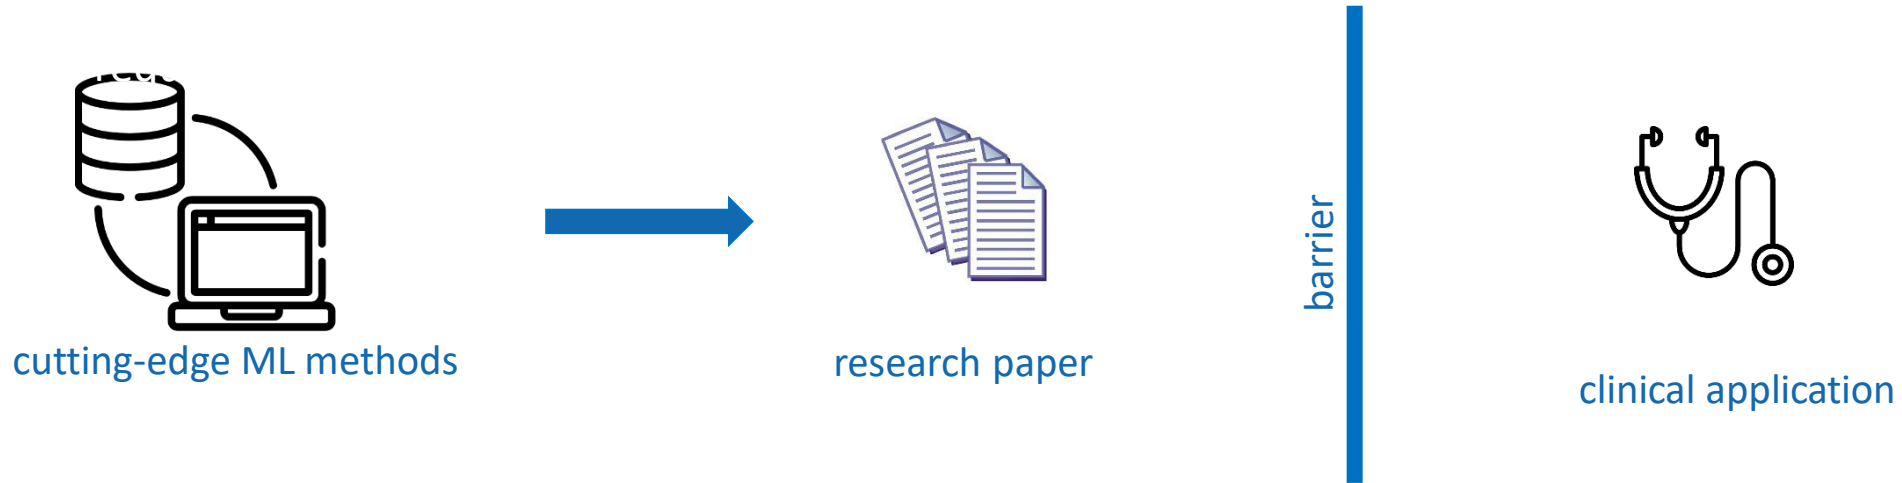 cutting-edge ML methods
research paper
barrier
clinical application